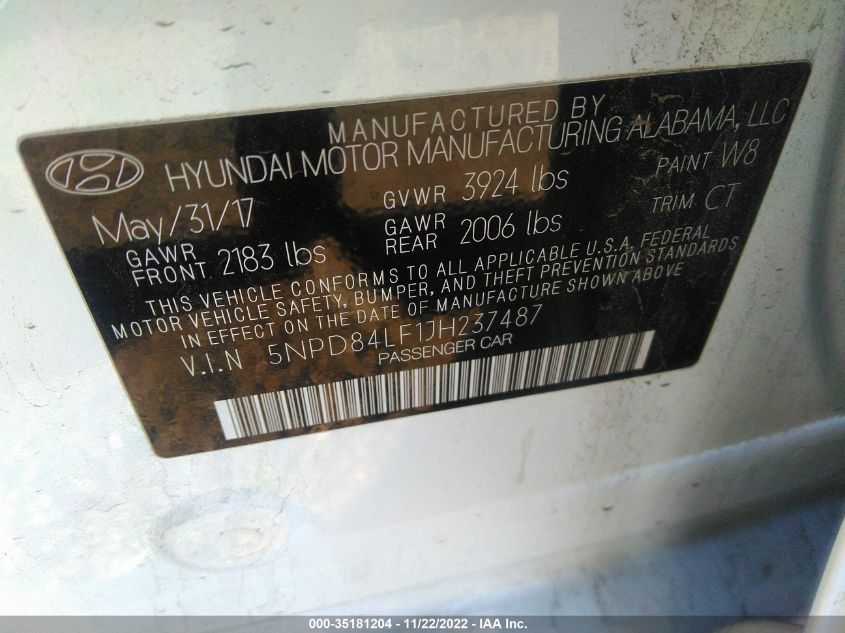 MANUFACTURED BY
HYUNDAI MOTOR MANUFACTURING ALABAMA, LLC
May/31/17 GVWR 3924 lbs PAINT W8
GAWR FRONT 2183 lbs GAWR REAR 2006 lbs TRIM CT
THIS VEHICLE CONFORMS TO ALL APPLICABLE U.S.A. FEDERAL
MOTOR VEHICLE SAFETY, BUMPER, AND THEFT PREVENTION STANDARDS
IN EFFECT ON THE DATE OF MANUFACTURE SHOWN ABOVE
V.I.N 5NPD84LF1JH237487
PASSENGER CAR
000-35181204 - 11/22/2022 - IAA Inc.